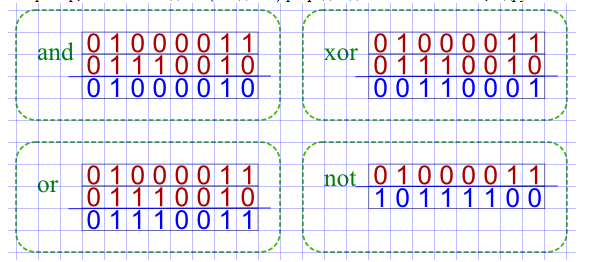 and 0 1 0 0 0 0 1 1
0 1 1 1 0 0 1 0
0 1 0 0 0 0 1 0
xor 0 1 0 0 0 0 1 1
0 1 1 1 0 0 1 0
0 0 1 1 0 0 0 1
or 0 1 0 0 0 0 1 1
0 1 1 1 0 0 1 0
0 1 1 1 0 0 1 1
not 0 1 0 0 0 0 1 1
1 0 1 1 1 1 0 0